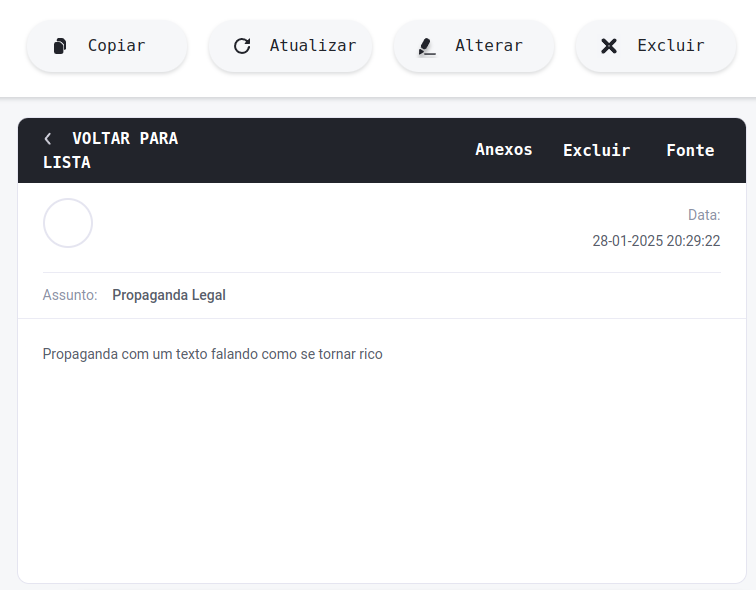 Copiar Atualizar Alterar Excluir
VOLTAR PARA
LISTA
Anexos Excluir Fonte
Data:
28-01-2025 20:29:22
Assunto: Propaganda Legal
Propaganda com um texto falando como se tornar rico